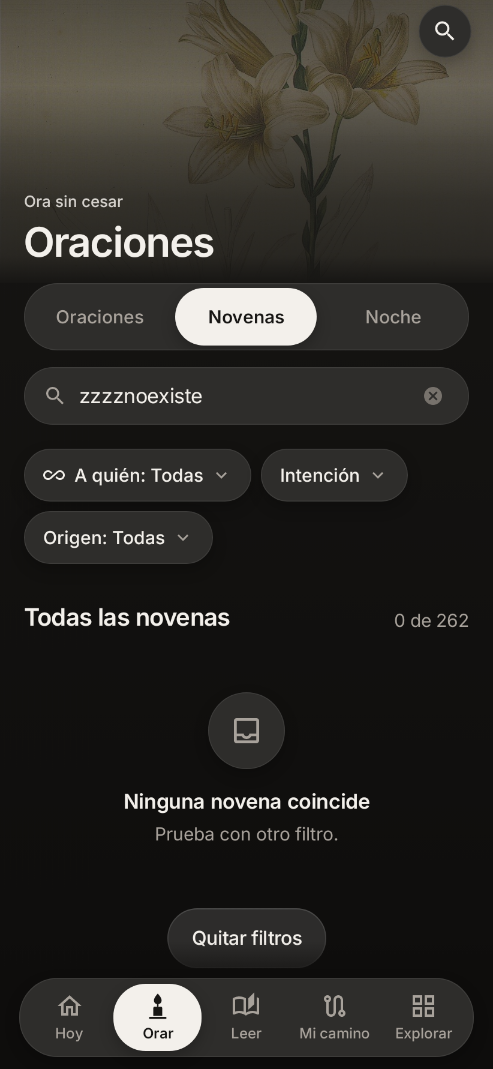 Ora sin cesar
Oraciones
Oraciones Novenas Noche
zzzznoexiste
A quién: Todas Intención
Origen: Todas
Todas las novenas 0 de 262
Ninguna novena coincide
Prueba con otro filtro.
Quitar filtros
Hoy Orar Leer Mi camino Explorar